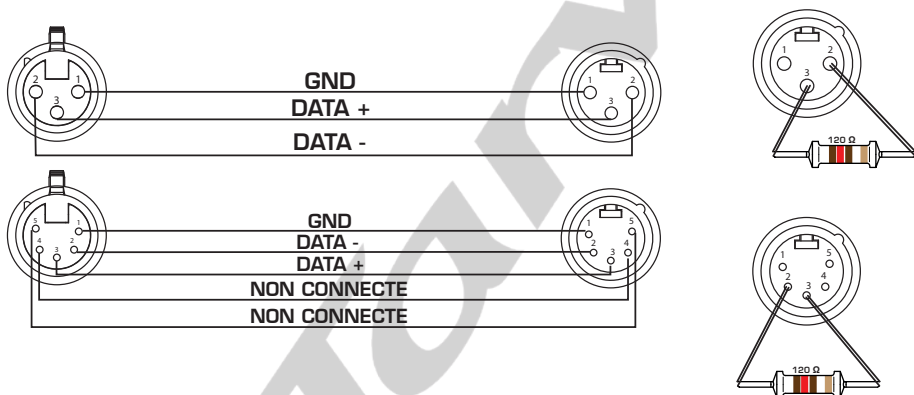 2 1
3
GND
DATA +
DATA -
1 2
3
1 2
3
120 Ω
5 1
4 2
3
GND
DATA -
DATA +
NON CONNECTE
NON CONNECTE
1 5
2 4
3
1 5
2 4
3
120 Ω